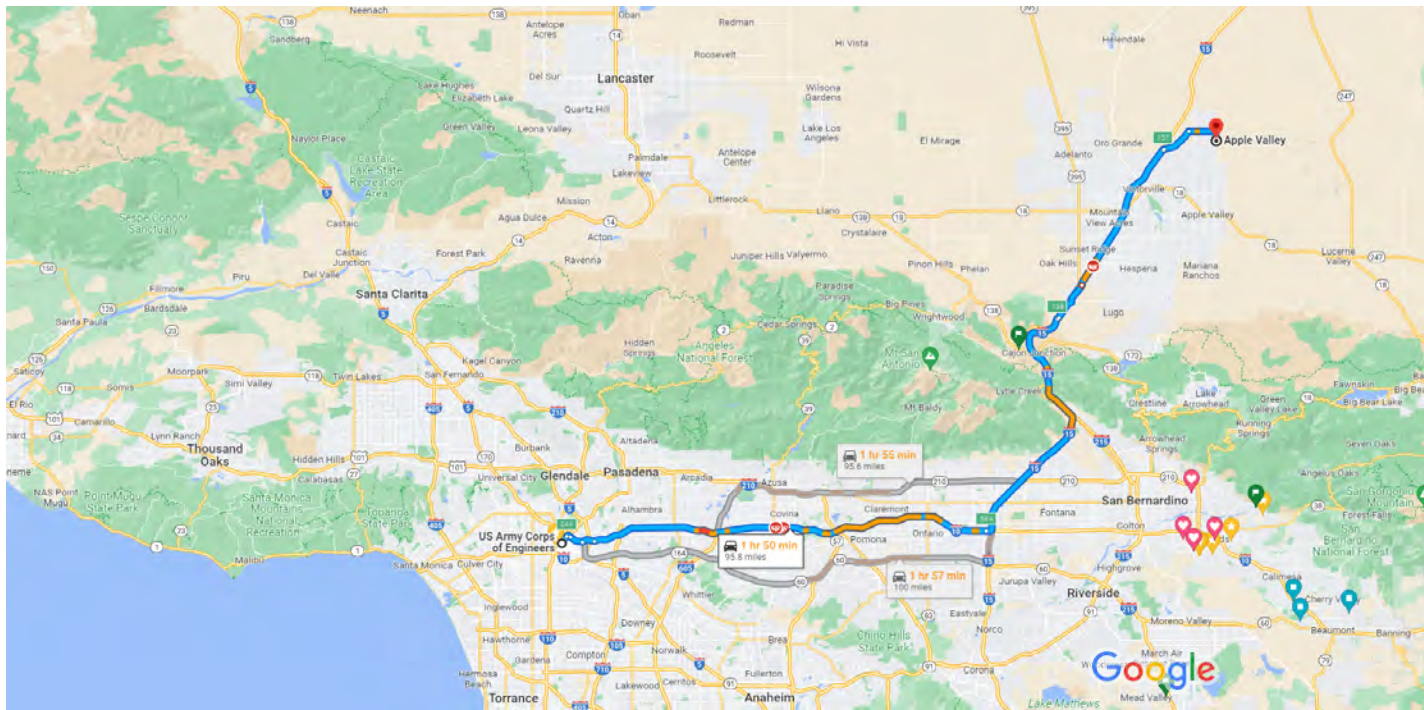 Neenach
Oban
Redman
Helendale
Sandberg
Antelope
Acres
Roosevelt
Hi Vista
Del Sur
Lancaster
Lake Hughes
Elizabeth Lake
Quartz Hill
Wilsona
Gardens
Naylor Place
Green Valley
Leona Valley
Lake Los
Angeles
El Mirage
Oro Grande
Apple Valley
Castaic
Lake State
Recreation
Area
Palmdale
Lakeview
Antelope
Center
Adelanto
Victorville
Sespe Condor
Sanctuary
Castaic
Agua Dulce
Mission
Littlerock
Llano
Crystalaire
Mountain
View Acres
Apple Valley
Acton
Castaic
Junction
Forest Park
Ravenna
Juniper Hills
Valyermo
Pinon Hills
Phelan
Sunset Ridge
Oak Hills
Hesperia
Mariana
Ranchos
Lucerne
Valley
Piru
Del Valle
Fillmore
Bardsdale
Santa Clarita
Paradise
Springs
Big Pines
Wrightwood
Lugo
Santa Paula
Hidden
Springs
Cedar Springs
Angeles
National Forest
Mt San
Antonio
Cajon Junction
Saticoy
Moorpark
Somis
Simi Valley
Twin Lakes
Kagel Canyon
San Fernando
Lytle Creek
Mt Baldy
Crestline
Lake
Arrowhead
Green
Valley Lake
Fawnskin
Big Bear Lake
El Rio
Camarillo
Lynn Ranch
Thousand
Oaks
Hidden Hills
Calabasas
Burbank
Universal City
Glendale
Altadena
Pasadena
Arcadia
Azusa
1 hr 55 min
95.6 miles
Arrowhead
Springs
Running
Springs
Seven Oaks
Angelus Oaks
NAS Point
Mugu
Point Mugu
State Park
Santa Monica
Mountains
National
Recreation...
Topanga
State Park
Malibu
Alhambra
Covina
Claremont
San Bernardino
Fontana
Colton
San Gorgonio
Forest Falls
San
Bernardino
National Forest
US Army Corps
of Engineers
1 hr 50 min
95.8 miles
Pomona
Ontario
Santa Monica
Culver City
Whittier
1 hr 57 min
100 miles
Jurupa Valley
Highgrove
Riverside
Calimesa
Cherry Valley
Inglewood
Hawthorne
Downey
Norwalk
Brea
Chino Hills
State Park
Eastvale
Norco
Moreno Valley
Beaumont
Banning
Gardena
Compton
Hermosa
Beach
Torrance
Lakewood
Cerritos
Fullerton
Anaheim
Corona
March Air
Google
Mead Valley
Lake Mathews